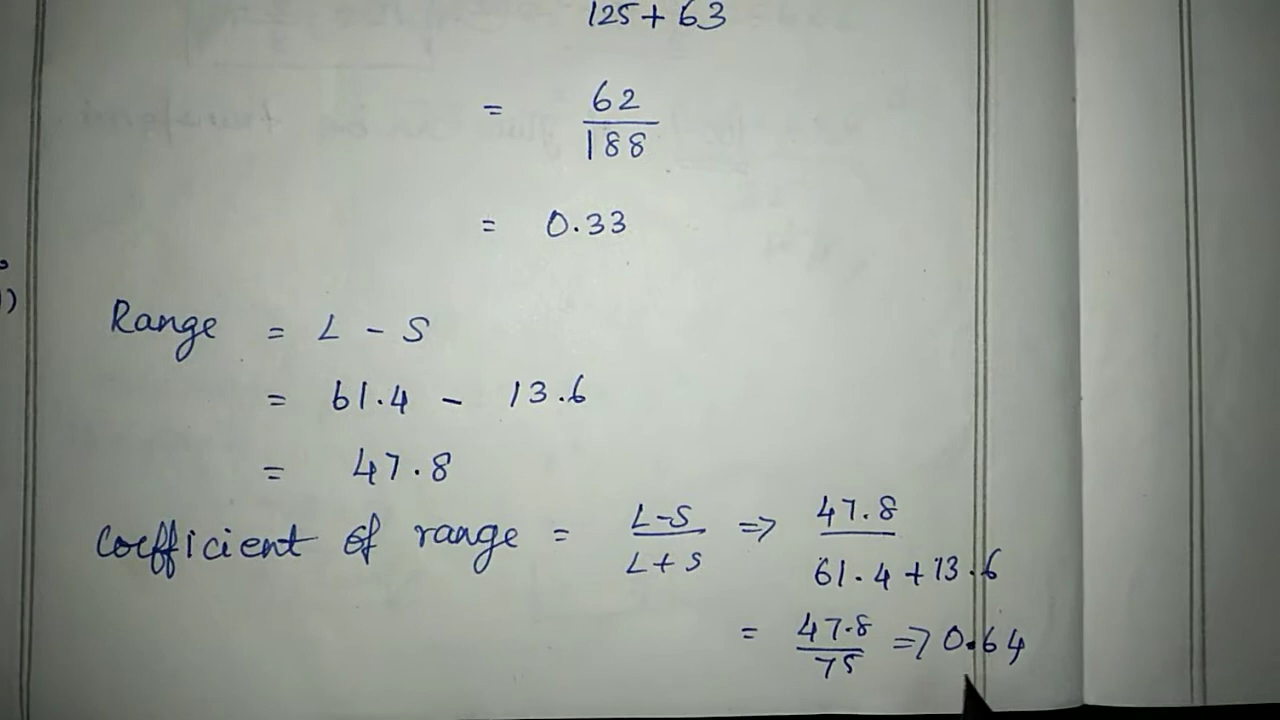 125 + 63
= 62
188
= 0.33
1)
Range = L - S
= 61.4 - 13.6
= 47.8
Coefficient of range = L-S / L+S => 47.8 / 61.4 + 13.6
= 47.8 / 75 => 0.64